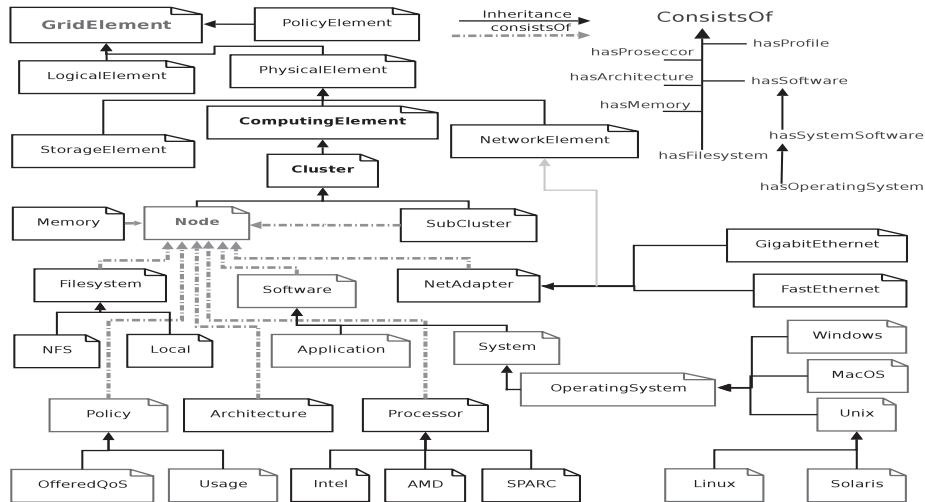 GridElement
PolicyElement
Inheritance
consistsOf
ConsistsOf
hasProseccor
hasProfile
hasArchitecture
hasSoftware
hasMemory
hasSystemSoftware
hasFilesystem
hasOperatingSystem
LogicalElement
PhysicalElement
ComputingElement
StorageElement
NetworkElement
Cluster
Memory
Node
SubCluster
GigabitEthernet
Filesystem
Software
NetAdapter
FastEthernet
NFS
Local
Application
System
Windows
OperatingSystem
MacOS
Policy
Architecture
Processor
Unix
OfferedQoS
Usage
Intel
AMD
SPARC
Linux
Solaris